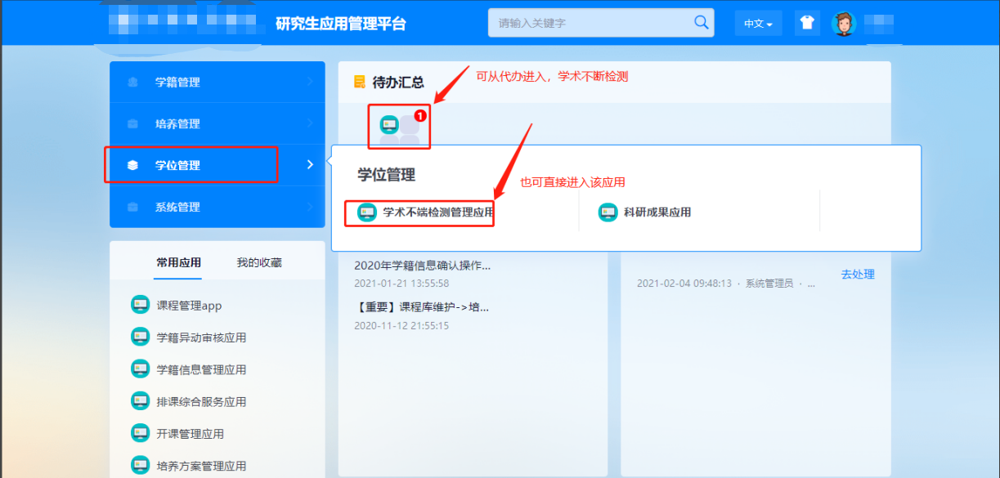 研究生应用管理平台
请输入关键字
中文
学籍管理
培养管理
学位管理
系统管理
待办汇总
可从代办进入，学术不断检测
1
学位管理
也可直接进入该应用
学术不端检测管理应用
科研成果应用
常用应用
我的收藏
课程管理app
学籍异动审核应用
学籍信息管理应用
排课综合服务应用
开课管理应用
培养方案管理应用
2020年学籍信息确认操作...
2021-01-21 13:55:58
【重要】课程库维护->培...
2020-11-12 21:55:15
去处理
2021-02-04 09:48:13 · 系统管理员 · ...